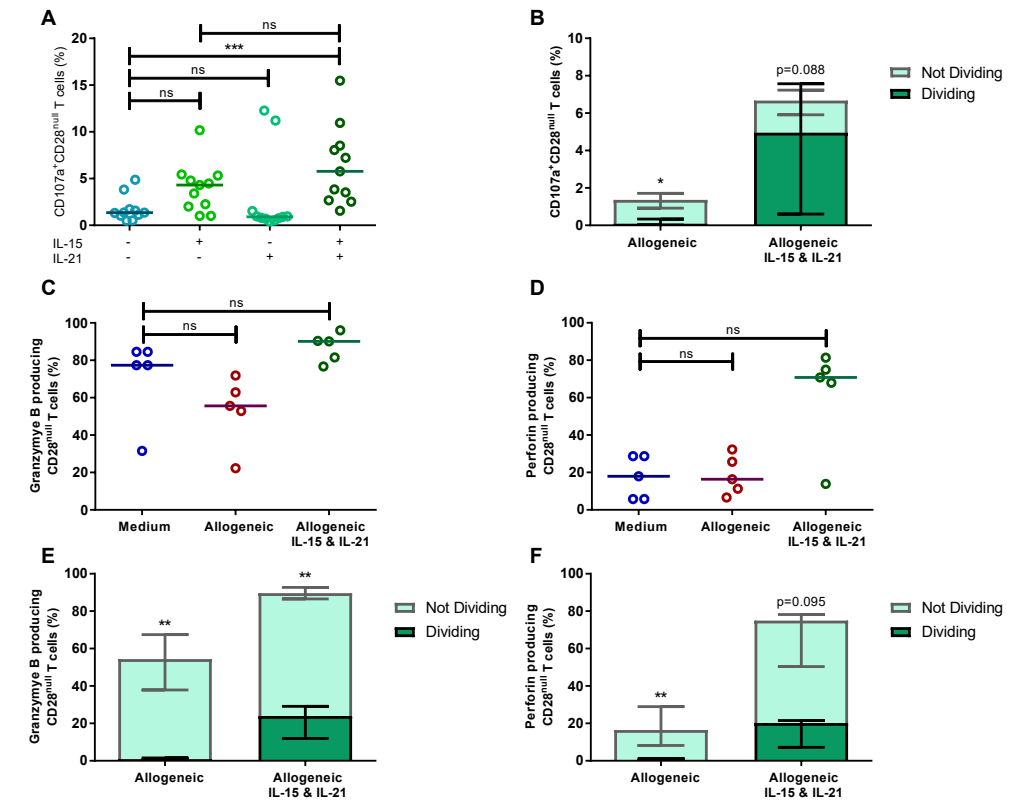 A
ns
***
ns
ns
CD107a⁺CD28ⁿᵘˡˡ T cells (%)
20
15
10
5
0
IL-15 - + - +
IL-21 - - + +
B
CD107a⁺CD28ⁿᵘˡˡ T cells (%)
10
8
6
4
2
0
*
p=0.088
Not Dividing
Dividing
Allogeneic
Allogeneic
IL-15 & IL-21
C
ns
ns
Granzymye B producing
CD28ⁿᵘˡˡ T cells (%)
100
80
60
40
20
0
Medium
Allogeneic
Allogeneic
IL-15 & IL-21
D
ns
ns
Perforin producing
CD28ⁿᵘˡˡ T cells (%)
100
80
60
40
20
0
Medium
Allogeneic
Allogeneic
IL-15 & IL-21
E
Granzymye B producing
CD28ⁿᵘˡˡ T cells (%)
100
80
60
40
20
0
**
**
Not Dividing
Dividing
Allogeneic
Allogeneic
IL-15 & IL-21
F
Perforin producing
CD28ⁿᵘˡˡ T cells (%)
100
80
60
40
20
0
**
p=0.095
Not Dividing
Dividing
Allogeneic
Allogeneic
IL-15 & IL-21